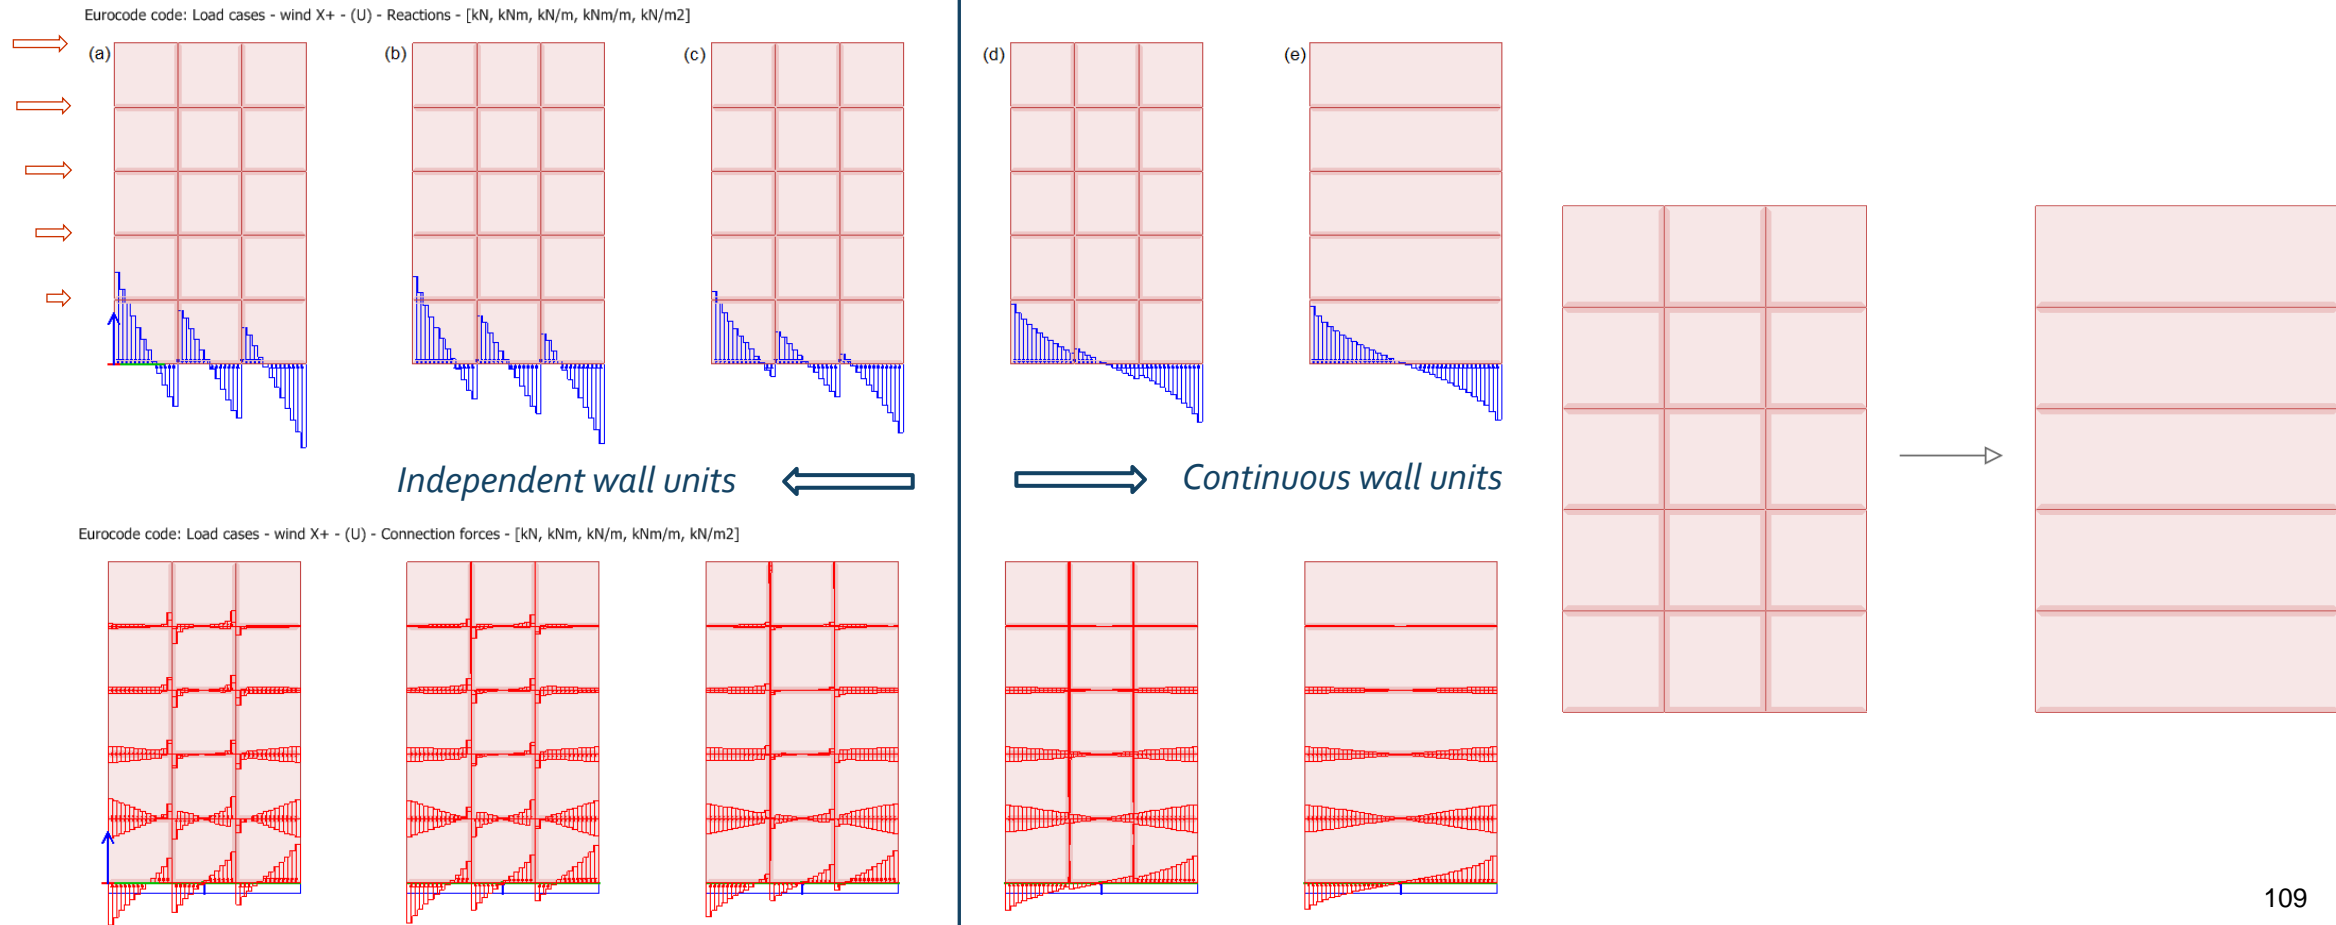 Eurocode code: Load cases - wind X+ - (U) - Reactions - [kN, kNm, kN/m, kNm/m, kN/m2]
(a)
(b)
(c)
(d)
(e)
Independent wall units
Continuous wall units
Eurocode code: Load cases - wind X+ - (U) - Connection forces - [kN, kNm, kN/m, kNm/m, kN/m2]
109